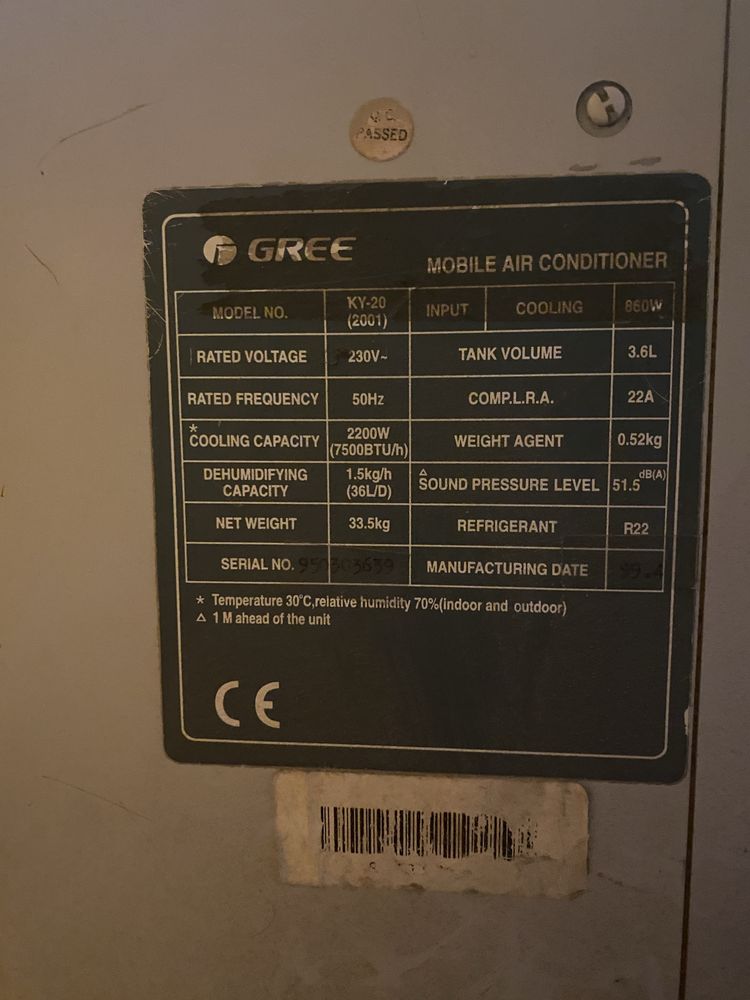 Q.C.
PASSED
GREE
MOBILE AIR CONDITIONER
MODEL NO. KY-20 (2001) INPUT COOLING 860W
RATED VOLTAGE 230V~ TANK VOLUME 3.6L
RATED FREQUENCY 50Hz COMP.L.R.A. 22A
*COOLING CAPACITY 2200W (7500BTU/h) WEIGHT AGENT 0.52kg
DEHUMIDIFYING CAPACITY 1.5kg/h (36L/D) △SOUND PRESSURE LEVEL 51.5 dB(A)
NET WEIGHT 33.5kg REFRIGERANT R22
SERIAL NO. 950303639 MANUFACTURING DATE 99.4
* Temperature 30°C,relative humidity 70%(indoor and outdoor)
△ 1 M ahead of the unit
CE